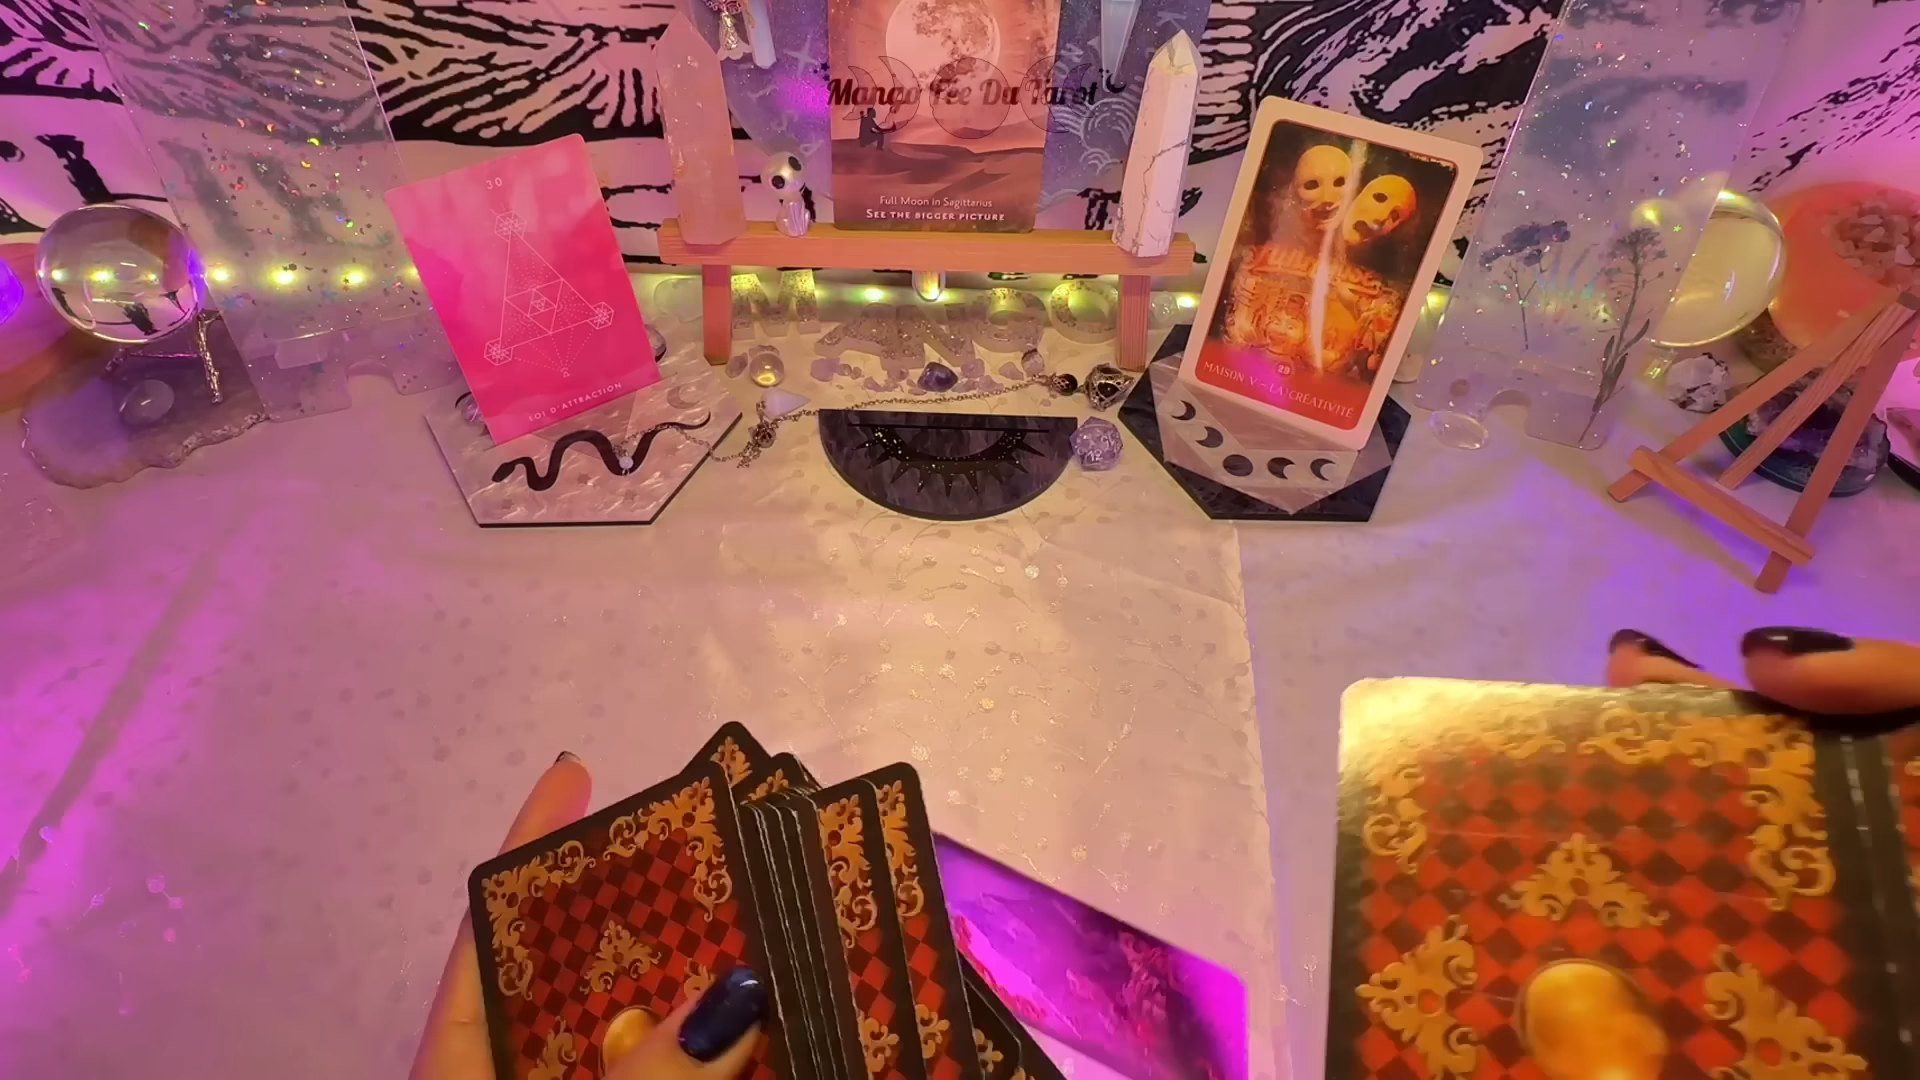 Mango Fée Du Tarot
Full Moon in Sagittarius
SEE THE BIGGER PICTURE
30
LOI D'ATTRACTION
29
MAISON V - LA CRÉATIVITÉ
12